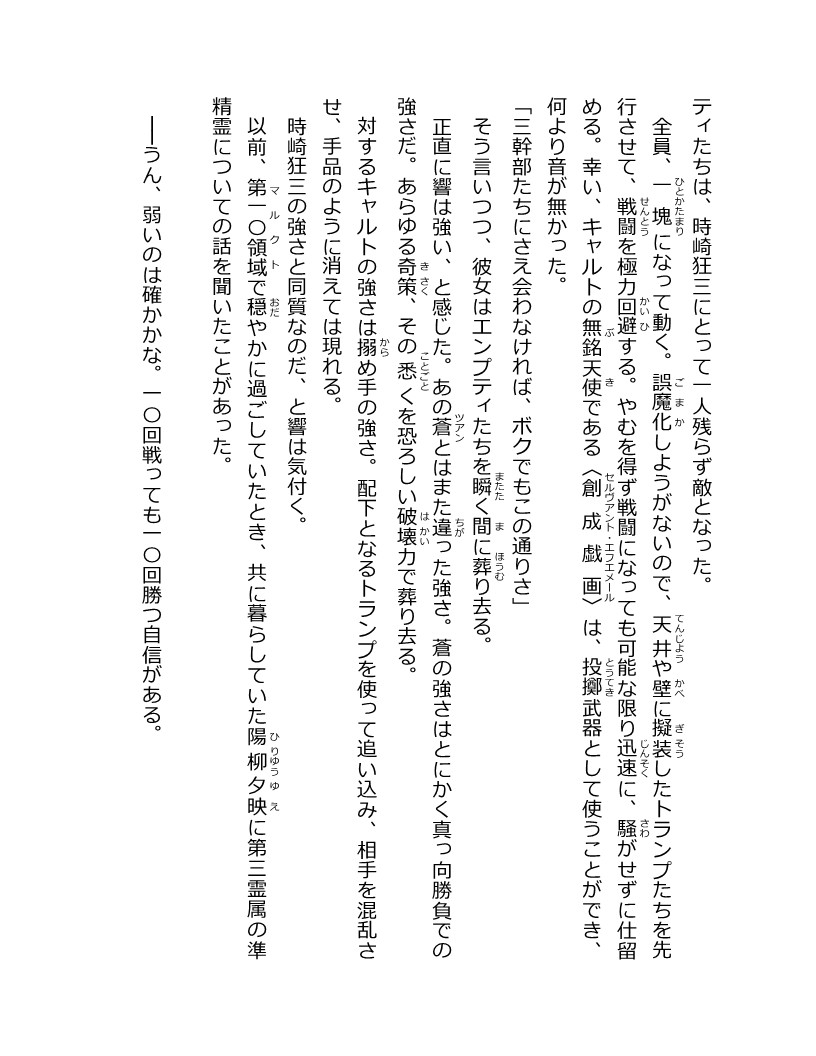 ティたちは、時崎狂三にとって一人残らず敵となった。
全員、一塊になって動く。誤魔化しようがないので、天井や壁に擬装したトランプたちを先
行させて、戦闘を極力回避する。やむを得ず戦闘になっても可能な限り迅速に、騒がせずに仕留
める。幸い、キャルトの無銘天使である〈創成戯画〉は、投擲武器として使うことができ、
何より音が無かった。
「三幹部たちにさえ会わなければ、ボクでもこの通りさ」
そう言いつつ、彼女はエンプティたちを瞬く間に葬り去る。
正直に響は強い、と感じた。あの蒼とはまた違った強さ。蒼の強さはとにかく真っ向勝負での
強さだ。あらゆる奇策、その悉くを恐ろしい破壊力で葬り去る。
対するキャルトの強さは搦め手の強さ。配下となるトランプを使って追い込み、相手を混乱さ
せ、手品のように消えては現れる。
時崎狂三の強さと同質なのだ、と響は気付く。
以前、第一〇領域で穏やかに過ごしていたとき、共に暮らしていた陽柳夕映に第三霊属の準
精霊についての話を聞いたことがあった。
──うん、弱いのは確かかな。一〇回戦っても一〇回勝つ自信がある。